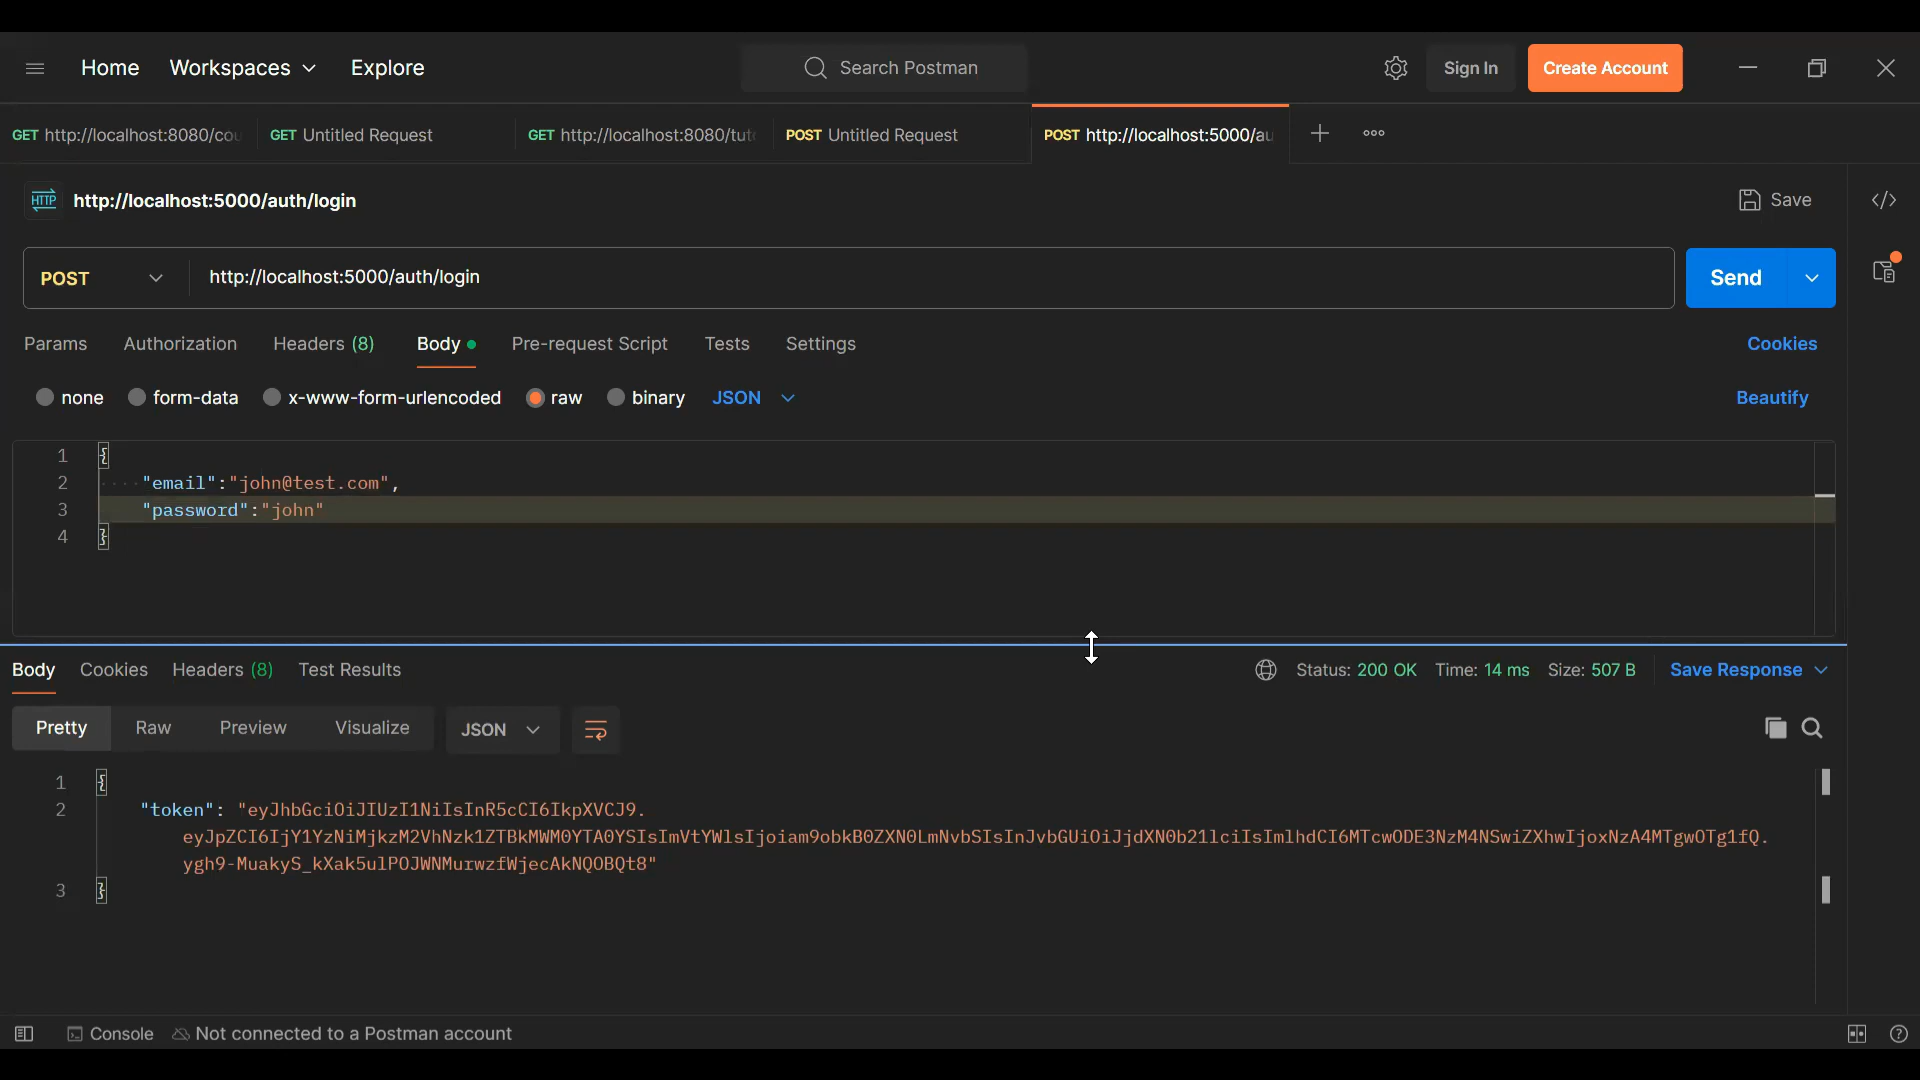 Home Workspaces Explore Search Postman Sign In Create Account
GET http://localhost:8080/cou GET Untitled Request GET http://localhost:8080/tuto POST Untitled Request POST http://localhost:5000/au
HTTP http://localhost:5000/auth/login Save
POST http://localhost:5000/auth/login Send
Params Authorization Headers (8) Body Pre-request Script Tests Settings Cookies
none form-data x-www-form-urlencoded raw binary JSON Beautify
1 {
2 "email":"john@test.com",
3 "password":"john"
4 }
Body Cookies Headers (8) Test Results Status: 200 OK Time: 14 ms Size: 507 B Save Response
Pretty Raw Preview Visualize JSON
1 {
2 "token": "eyJhbGciOiJIUzI1NiIsInR5cCI6IkpXVCJ9.
eyJpZCI6IjY1YzNiMjkzM2VhNzk1ZTBkMWM0YTA0YSIsImVtYWlsIjoiam9obkB0ZXN0LmNvbSIsInJvbGUiOiJjdXN0b21lciIsImlhdCI6MTcwODE3NzM4NSwiZXhwIjoxNzA4MTgwOTg1fQ.
ygh9-MuakyS_kXak5ulPOJWNMurwzfWjecAkNQOBQt8"
3 }
Console Not connected to a Postman account